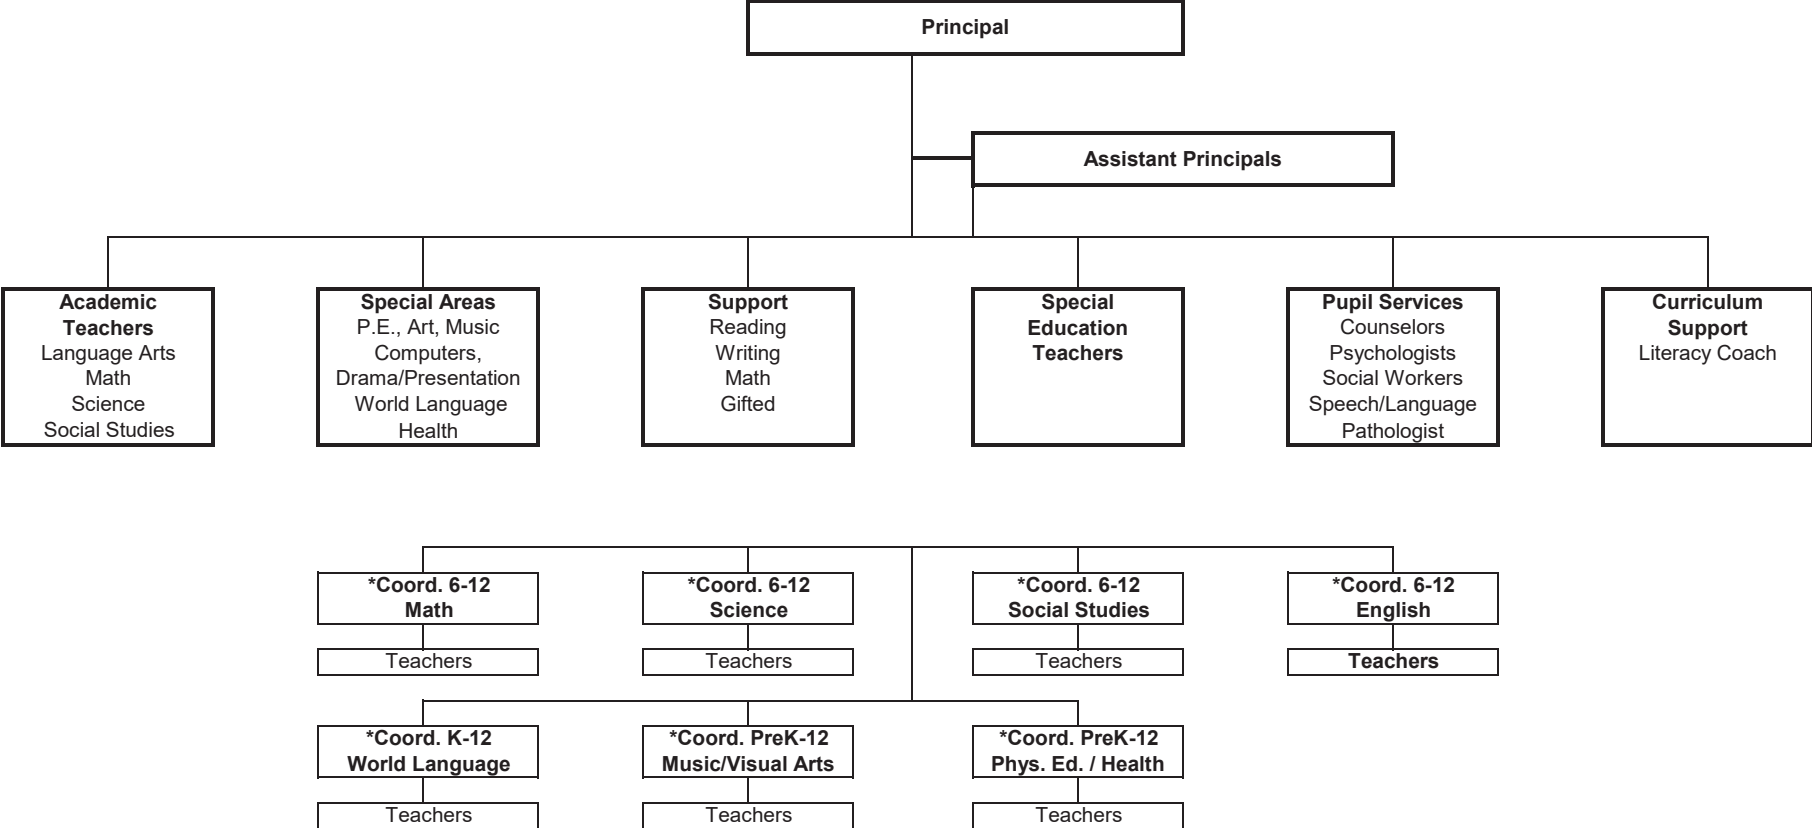 Principal
Assistant Principals
Academic
Teachers
Language Arts
Math
Science
Social Studies
Special Areas
P.E., Art, Music
Computers,
Drama/Presentation
World Language
Health
Support
Reading
Writing
Math
Gifted
Special
Education
Teachers
Pupil Services
Counselors
Psychologists
Social Workers
Speech/Language
Pathologist
Curriculum
Support
Literacy Coach
*Coord. 6-12
Math
Teachers
*Coord. 6-12
Science
Teachers
*Coord. 6-12
Social Studies
Teachers
*Coord. 6-12
English
Teachers
*Coord. K-12
World Language
Teachers
*Coord. PreK-12
Music/Visual Arts
Teachers
*Coord. PreK-12
Phys. Ed. / Health
Teachers